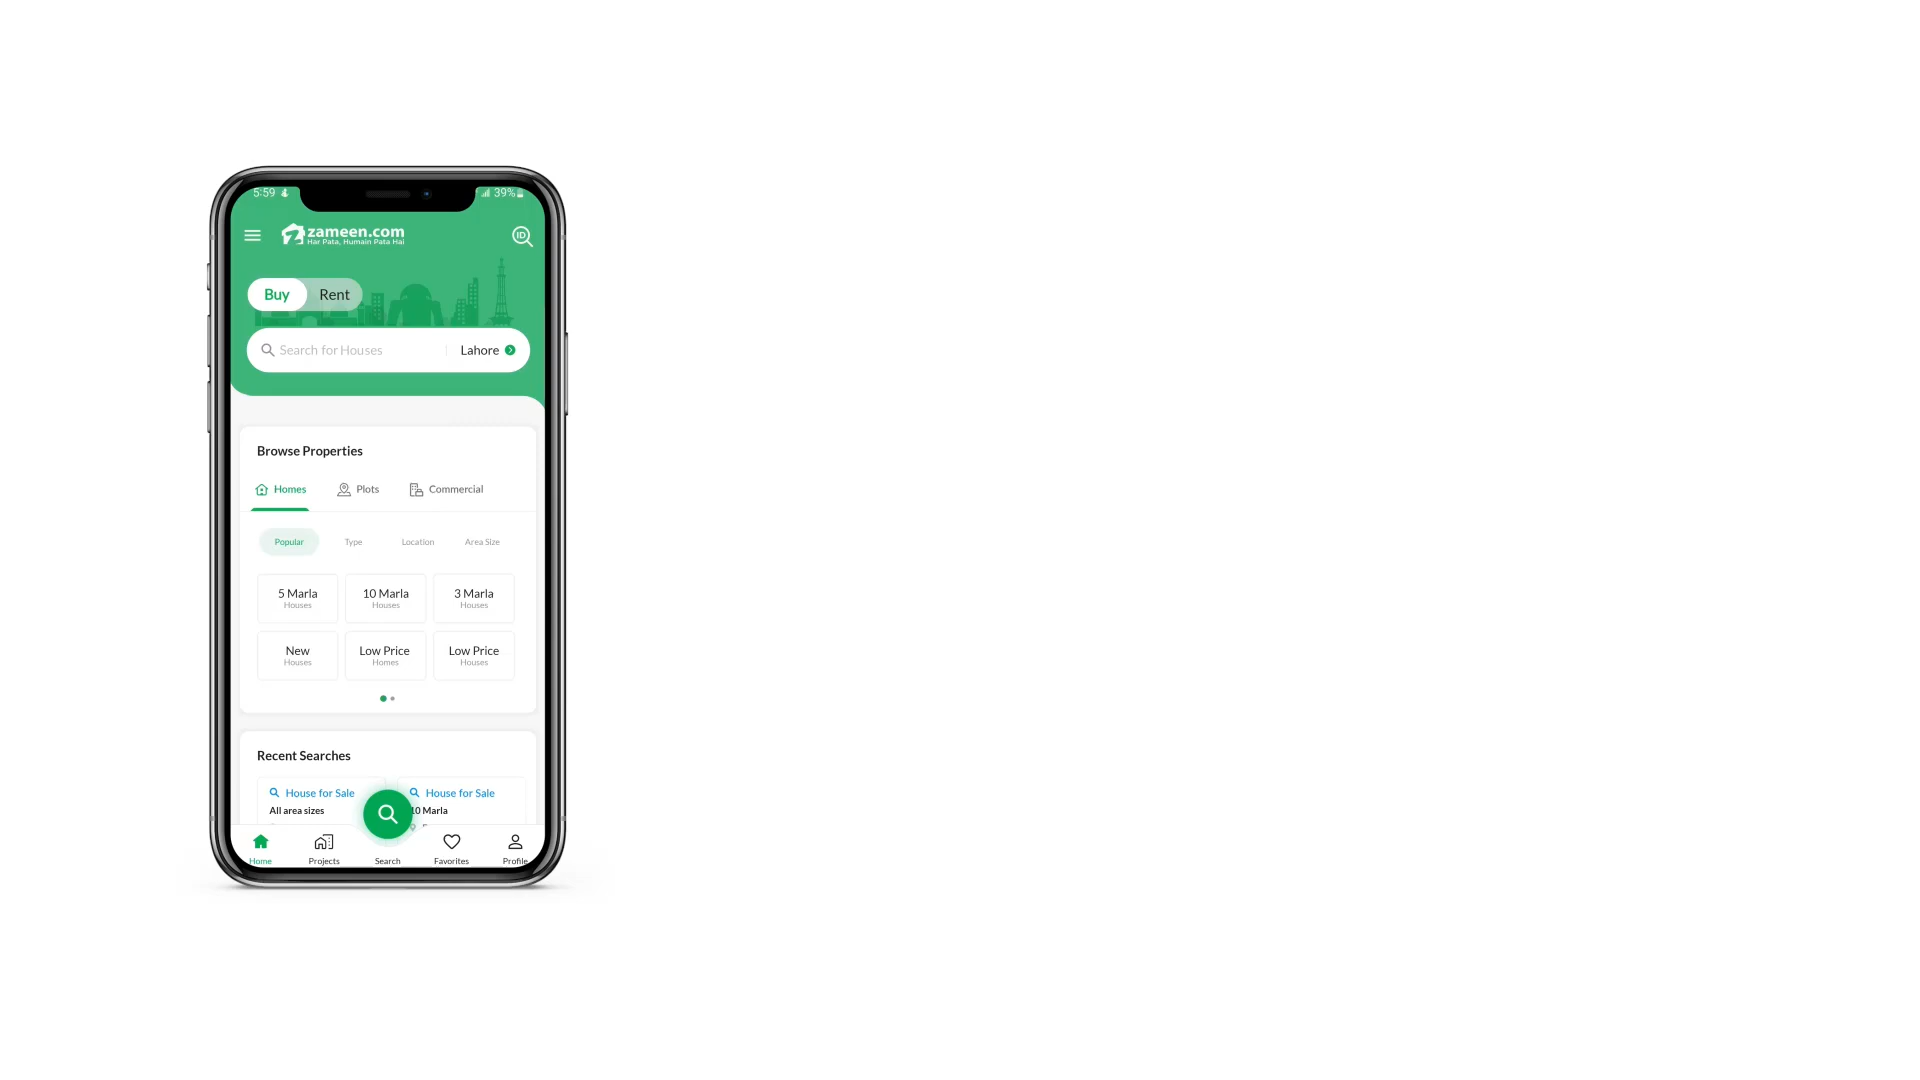 5:59
39%
zameen.com
Har Pata, Humain Pata Hai
ID
Buy Rent
Search for Houses Lahore
Browse Properties
Homes Plots Commercial
Popular Type Location Area Size
5 Marla 10 Marla 3 Marla
Houses Houses Houses
New Low Price Low Price
Houses Homes Houses
Recent Searches
House for Sale House for Sale
All area sizes 10 Marla
Home Projects Search Favorites Profile